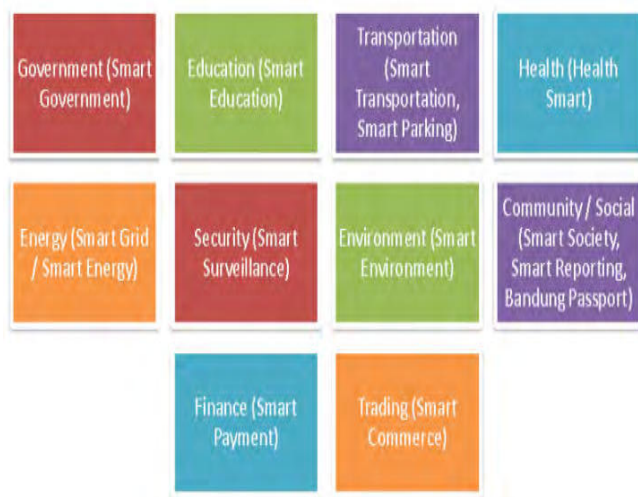 Government (Smart
Government)
Education (Smart
Education)
Transportation
(Smart
Transportation,
Smart Parking)
Health (Health
Smart)
Energy (Smart Grid
/ Smart Energy)
Security (Smart
Surveillance)
Environment (Smart
Environment)
Community / Social
(Smart Society,
Smart Reporting,
Bandung Passport)
Finance (Smart
Payment)
Trading (Smart
Commerce)